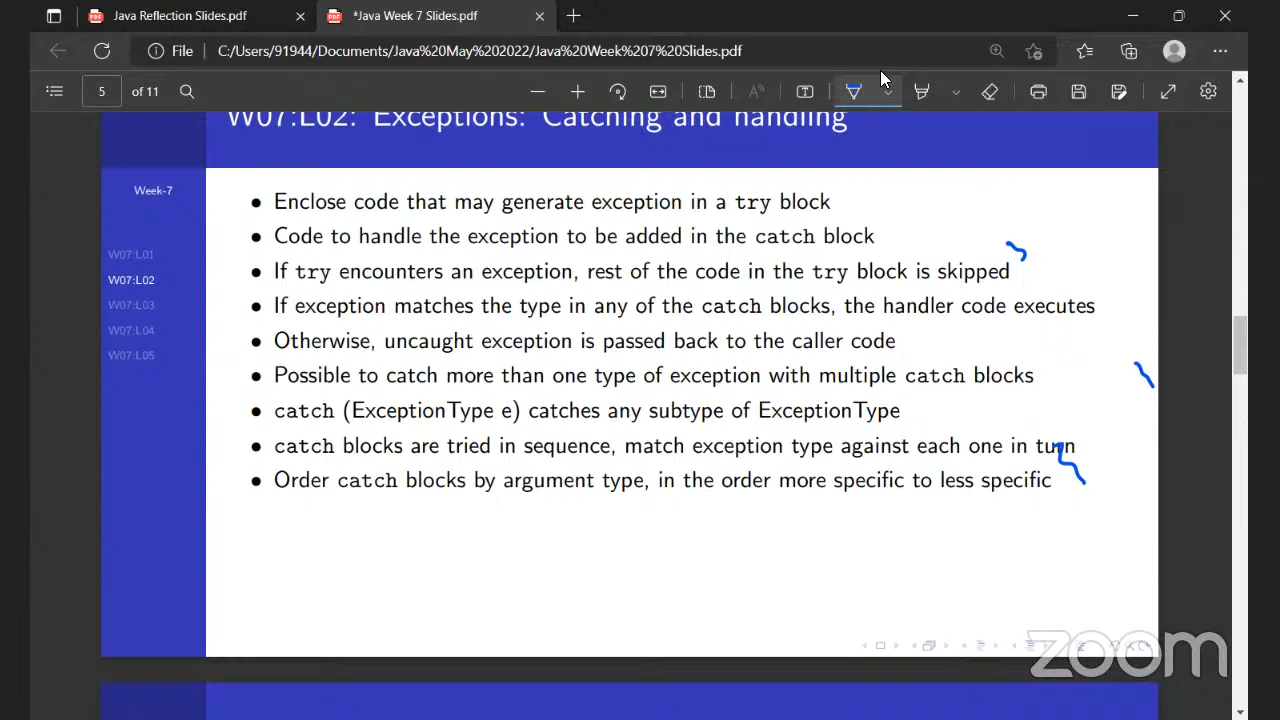 Java Reflection Slides.pdf
*Java Week 7 Slides.pdf
File
C:/Users/91944/Documents/Java%20May%202022/Java%20Week%207%20Slides.pdf
5 of 11
W07:L02: Exceptions: Catching and handling
Week-7
W07:L01
W07:L02
W07:L03
W07:L04
W07:L05
• Enclose code that may generate exception in a try block
• Code to handle the exception to be added in the catch block
• If try encounters an exception, rest of the code in the try block is skipped
• If exception matches the type in any of the catch blocks, the handler code executes
• Otherwise, uncaught exception is passed back to the caller code
• Possible to catch more than one type of exception with multiple catch blocks
• catch (ExceptionType e) catches any subtype of ExceptionType
• catch blocks are tried in sequence, match exception type against each one in turn
• Order catch blocks by argument type, in the order more specific to less specific
zoom